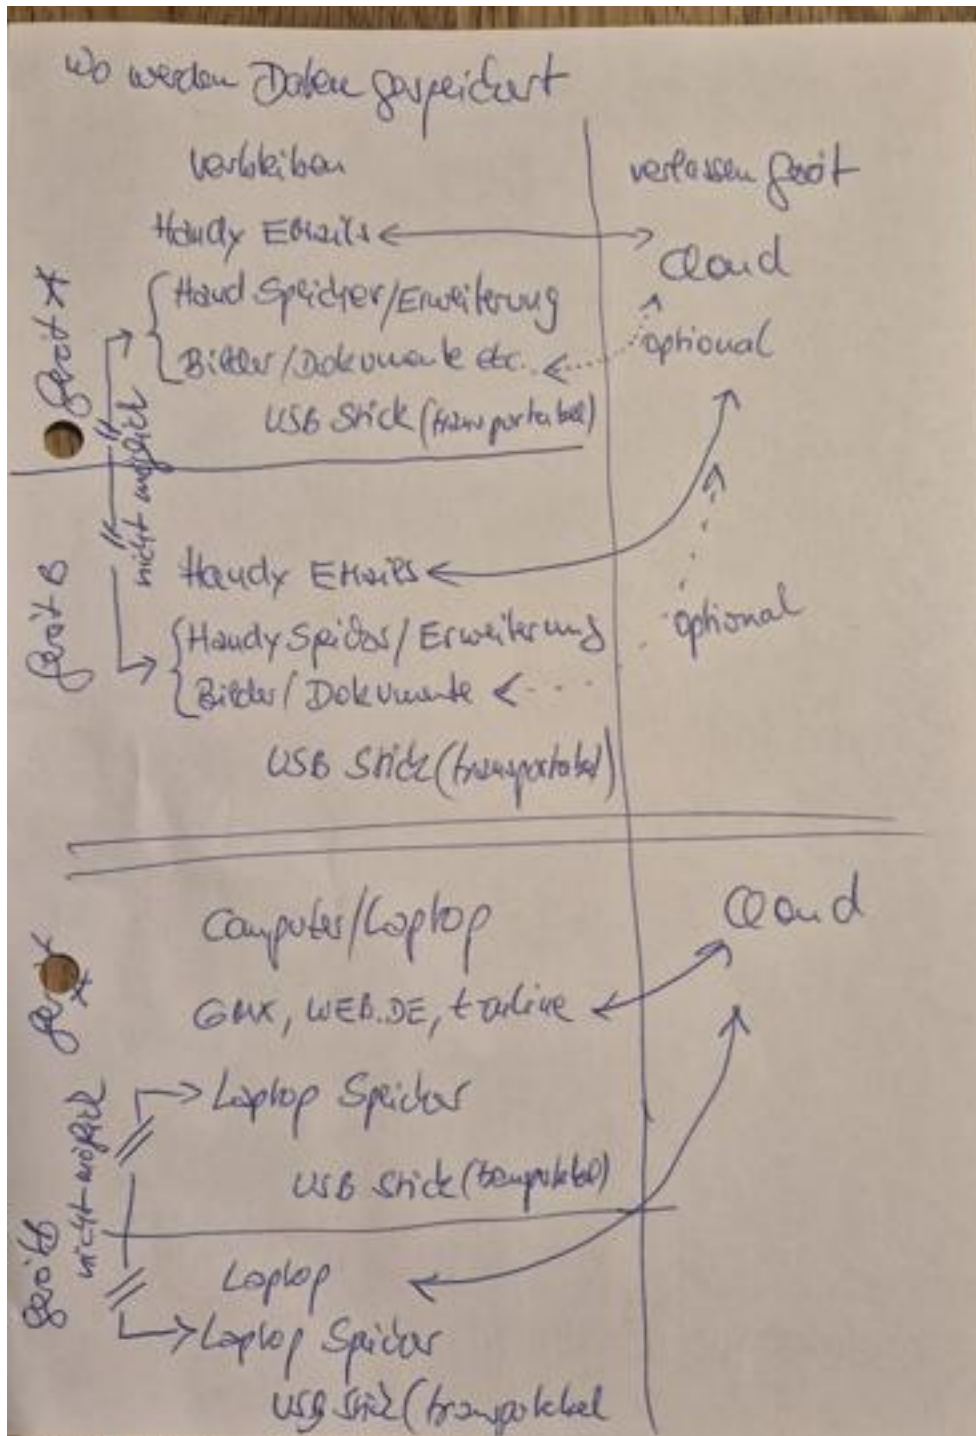 Wo werden Daten gespeichert
verbleiben
verlassen Gerät
Handy EMails
Cloud
Gerät A
Hand Speicher/Erweiterung
optional
Bilder/Dokumente etc.
USB Stick (transportabel)
nicht möglich
Gerät B
Handy EMails
Handy Speicher/Erweiterung
optional
Bilder/Dokumente
USB Stick (transportabel)
Computer/Laptop
Cloud
Gerät A
GMX, WEB.DE, t-online
Laptop Speicher
nicht möglich
USB Stick (transportabel)
Gerät B
Laptop
Laptop Speicher
USB Stick (transportabel